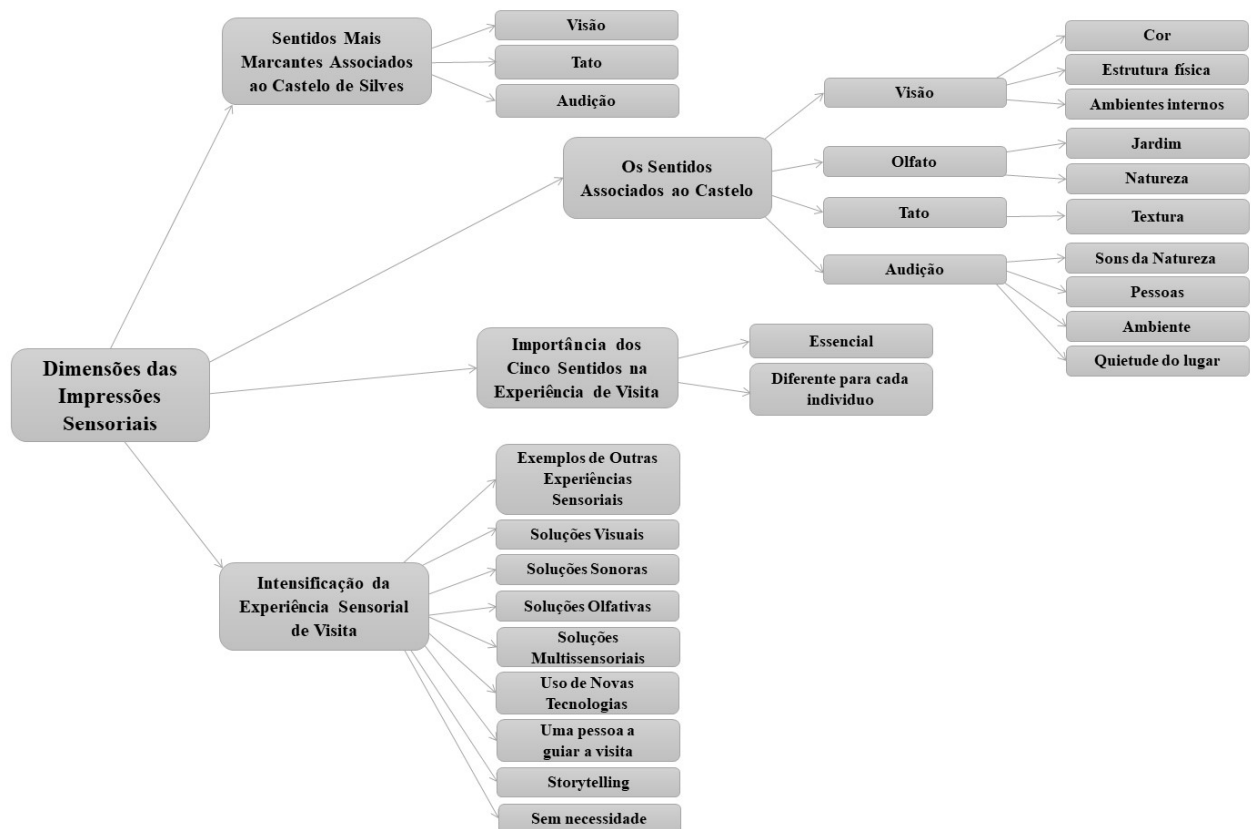 Dimensões das
Impressões
Sensoriais
Sentidos Mais
Marcantes Associados
ao Castelo de Silves
Visão
Tato
Audição
Os Sentidos
Associados ao Castelo
Visão
Cor
Estrutura física
Ambientes internos
Olfato
Jardim
Natureza
Tato
Textura
Audição
Sons da Natureza
Pessoas
Ambiente
Quietude do lugar
Importância dos
Cinco Sentidos na
Experiência de Visita
Essencial
Diferente para cada
individuo
Intensificação da
Experiência Sensorial
de Visita
Exemplos de Outras
Experiências
Sensoriais
Soluções Visuais
Soluções Sonoras
Soluções Olfativas
Soluções
Multissensoriais
Uso de Novas
Tecnologias
Uma pessoa a
guiar a visita
Storytelling
Sem necessidade